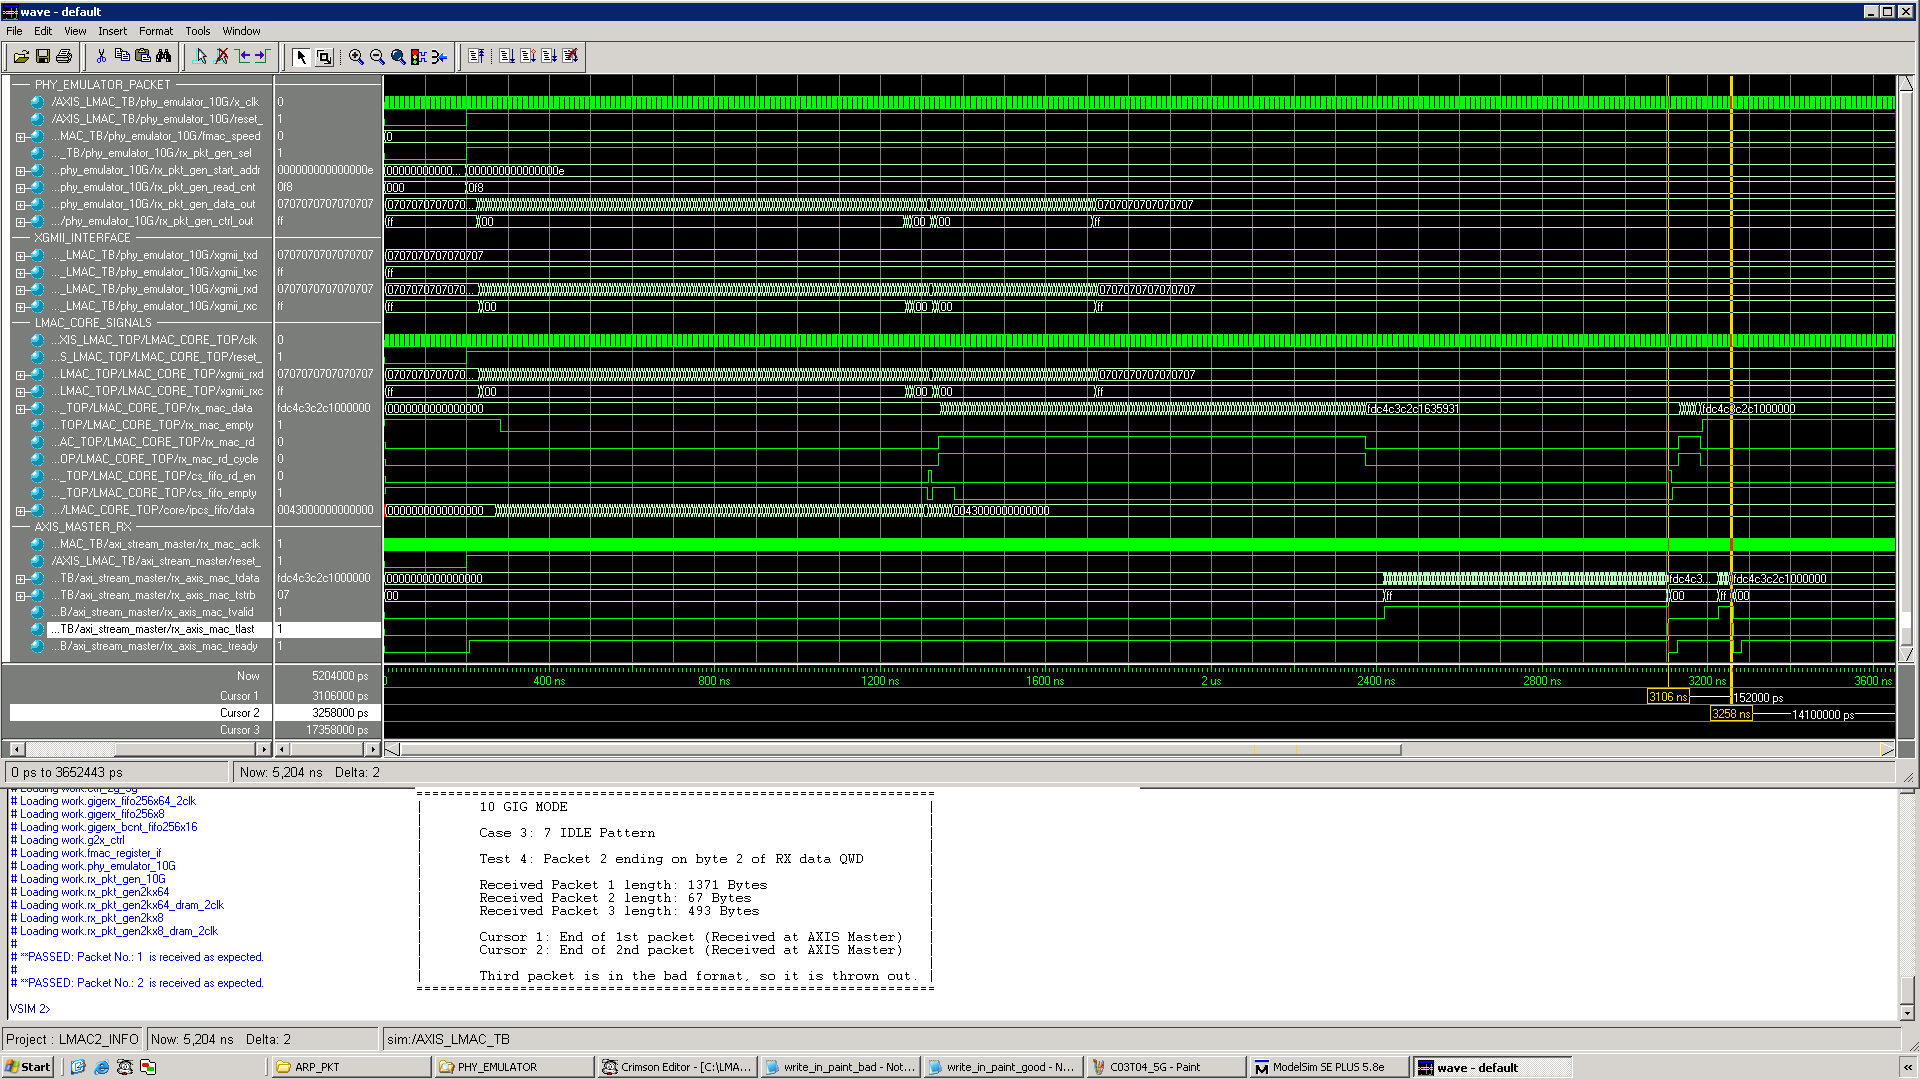 wave - default
File Edit View Insert Format Tools Window
PHY_EMULATOR_PACKET
/AXIS_LMAC_TB/phy_emulator_10G/x_clk 0
/AXIS_LMAC_TB/phy_emulator_10G/reset_ 1
...MAC_TB/phy_emulator_10G/fmac_speed 0 0
..._TB/phy_emulator_10G/rx_pkt_gen_sel 1
...phy_emulator_10G/rx_pkt_gen_start_addr 000000000000000e 00000000000... 000000000000000e
...phy_emulator_10G/rx_pkt_gen_read_cnt 0f8 000 0f8
...phy_emulator_10G/rx_pkt_gen_data_out 0707070707070707 0707070707070... 0707070707070707
.../phy_emulator_10G/rx_pkt_gen_ctrl_out ff ff 00 00 00 ff
XGMII_INTERFACE
..._LMAC_TB/phy_emulator_10G/xgmii_txd 0707070707070707 0707070707070707
..._LMAC_TB/phy_emulator_10G/xgmii_txc ff ff
..._LMAC_TB/phy_emulator_10G/xgmii_rxd 0707070707070707 0707070707070... 0707070707070707
..._LMAC_TB/phy_emulator_10G/xgmii_rxc ff ff 00 00 00 ff
LMAC_CORE_SIGNALS
...XIS_LMAC_TOP/LMAC_CORE_TOP/clk 0
...S_LMAC_TOP/LMAC_CORE_TOP/reset_ 1
...LMAC_TOP/LMAC_CORE_TOP/xgmii_rxd 0707070707070707 0707070707070... 0707070707070707
...LMAC_TOP/LMAC_CORE_TOP/xgmii_rxc ff ff 00 00 00 ff
..._TOP/LMAC_CORE_TOP/rx_mac_data fdc4c3c2c1000000 0000000000000000 fdc4c3c2c1635931 fdc4c3c2c1000000
...TOP/LMAC_CORE_TOP/rx_mac_empty 1
...AC_TOP/LMAC_CORE_TOP/rx_mac_rd 0
...OP/LMAC_CORE_TOP/rx_mac_rd_cycle 0
..._TOP/LMAC_CORE_TOP/cs_fifo_rd_en 0
..._TOP/LMAC_CORE_TOP/cs_fifo_empty 1
.../LMAC_CORE_TOP/core/ipcs_fifo/data 0043000000000000 0000000000000000 0043000000000000
AXIS_MASTER_RX
...MAC_TB/axi_stream_master/rx_mac_aclk 1
/AXIS_LMAC_TB/axi_stream_master/reset_ 1
...TB/axi_stream_master/rx_axis_mac_tdata fdc4c3c2c1000000 0000000000000000 fdc4c3... fdc4c3c2c1000000
...TB/axi_stream_master/rx_axis_mac_tstrb 07 00 ff 00 ff 00
...B/axi_stream_master/rx_axis_mac_tvalid 1
...TB/axi_stream_master/rx_axis_mac_tlast 1
...B/axi_stream_master/rx_axis_mac_tready 1
Now 5204000 ps 0 400 ns 800 ns 1200 ns 1600 ns 2 us 2400 ns 2800 ns 3200 ns 3600 ns
Cursor 1 3106000 ps 3106 ns 152000 ps
Cursor 2 3258000 ps 3258 ns 14100000 ps
Cursor 3 17358000 ps
0 ps to 3652443 ps Now: 5,204 ns Delta: 2
# Loading work.gigerx_fifo256x64_2clk
# Loading work.gigerx_fifo256x8
# Loading work.gigerx_bcnt_fifo256x16
# Loading work.g2x_ctrl
# Loading work.fmac_register_if
# Loading work.phy_emulator_10G
# Loading work.rx_pkt_gen_10G
# Loading work.rx_pkt_gen2kx64
# Loading work.rx_pkt_gen2kx64_dram_2clk
# Loading work.rx_pkt_gen2kx8
# Loading work.rx_pkt_gen2kx8_dram_2clk
#
# **PASSED: Packet No.: 1 is received as expected.
#
# **PASSED: Packet No.: 2 is received as expected.
VSIM 2>
10 GIG MODE
Case 3: 7 IDLE Pattern
Test 4: Packet 2 ending on byte 2 of RX data QWD
Received Packet 1 length: 1371 Bytes
Received Packet 2 length: 67 Bytes
Received Packet 3 length: 493 Bytes
Cursor 1: End of 1st packet (Received at AXIS Master)
Cursor 2: End of 2nd packet (Received at AXIS Master)
Third packet is in the bad format, so it is thrown out.
Project : LMAC2_INFO Now: 5,204 ns Delta: 2 sim:/AXIS_LMAC_TB
Start ARP_PKT PHY_EMULATOR Crimson Editor - [C:\LMA... write_in_paint_bad - Not... write_in_paint_good - N... C03T04_5G - Paint ModelSim SE PLUS 5.8e wave - default